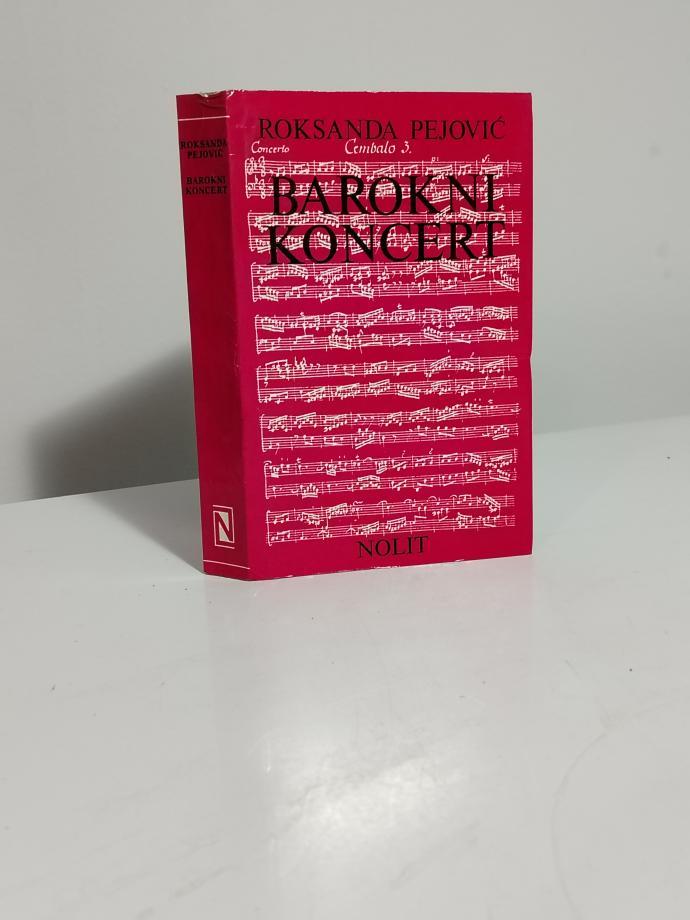 ROKSANDA
PEJOVIĆ
BAROKNI
KONCERT
N
ROKSANDA PEJOVIĆ
Concerto Cembalo 3.
BAROKNI
KONCERT
NOLIT